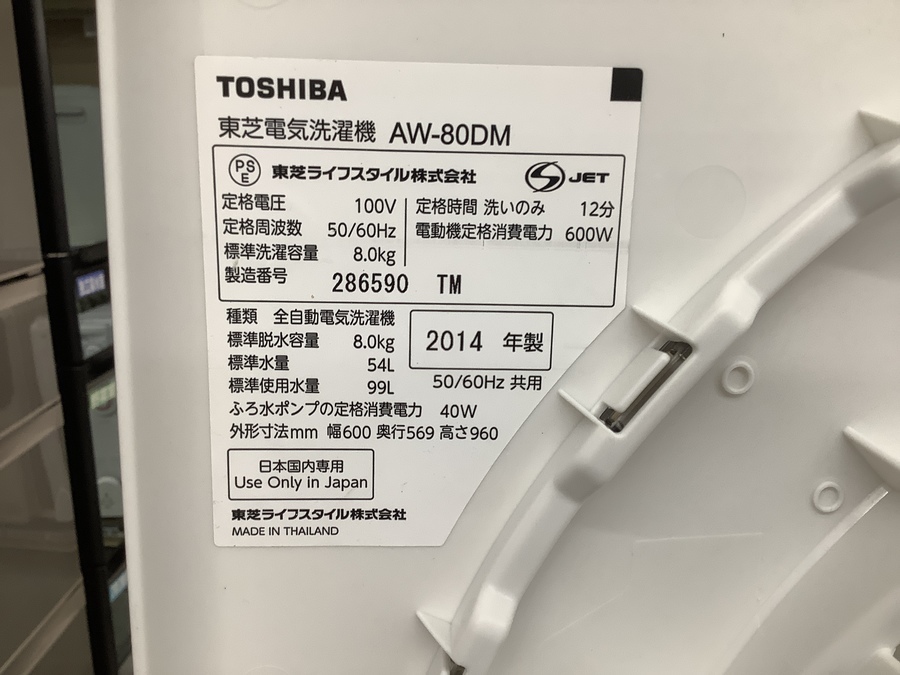 TOSHIBA
東芝電気洗濯機 AW-80DM
PSE 東芝ライフスタイル株式会社 S JET
定格電圧 100V
定格周波数 50/60Hz
標準洗濯容量 8.0kg
定格時間 洗いのみ 12分
電動機定格消費電力 600W
製造番号 286590 TM
種類 全自動電気洗濯機
標準脱水容量 8.0kg
標準水量 54L
標準使用水量 99L
2014 年製
50/60Hz 共用
ふろ水ポンプの定格消費電力 40W
外形寸法mm 幅600 奥行569 高さ960
日本国内専用
Use Only in Japan
東芝ライフスタイル株式会社
MADE IN THAILAND